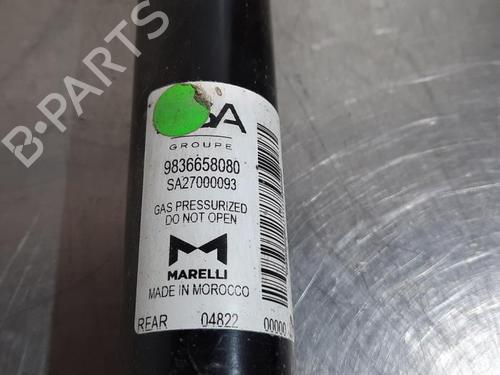 B-PARTS
GROUPE
9836658080
SA27000093
GAS PRESSURIZED
DO NOT OPEN
MARELLI
MADE IN MOROCCO
REAR 04822 00000